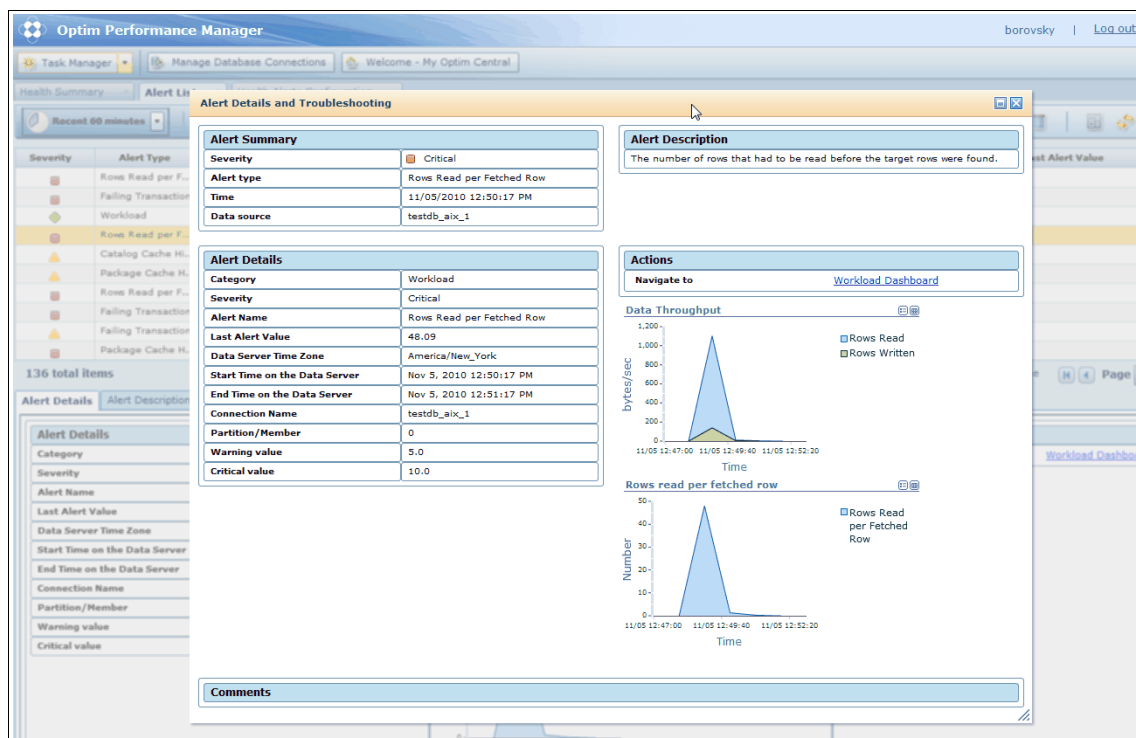 Optim Performance Manager
borovsky | Log out
Task Manager Manage Database Connections Welcome - My Optim Central
Health Summary Alert Lis
Recent 60 minutes
Severity Alert Type st Alert Value
Rows Read per F...
Failing Transaction
Workload
Rows Read per F...
Catalog Cache Hi...
Package Cache H...
Rows Read per F...
Failing Transaction
Failing Transaction
Package Cache H...
136 total items
Page
Alert Details Alert Description
Alert Details
Category
Workload Dashbo
Severity
Alert Name
Last Alert Value
Data Server Time Zone
Start Time on the Data Server
End Time on the Data Server
Connection Name
Partition/Member
Warning value
Critical value
Alert Details and Troubleshooting
Alert Summary
Severity Critical
Alert type Rows Read per Fetched Row
Time 11/05/2010 12:50:17 PM
Data source testdb_aix_1
Alert Description
The number of rows that had to be read before the target rows were found.
Alert Details
Category Workload
Severity Critical
Alert Name Rows Read per Fetched Row
Last Alert Value 48.09
Data Server Time Zone America/New_York
Start Time on the Data Server Nov 5, 2010 12:50:17 PM
End Time on the Data Server Nov 5, 2010 12:51:17 PM
Connection Name testdb_aix_1
Partition/Member 0
Warning value 5.0
Critical value 10.0
Actions
Navigate to Workload Dashboard
Data Throughput
1,200
1,000
800
600
400
200
0
bytes/sec
Rows Read
Rows Written
11/05 12:47:00 11/05 12:49:40 11/05 12:52:20
Time
Rows read per fetched row
50
40
30
20
10
0
Number
Rows Read
per Fetched
Row
11/05 12:47:00 11/05 12:49:40 11/05 12:52:20
Time
Comments